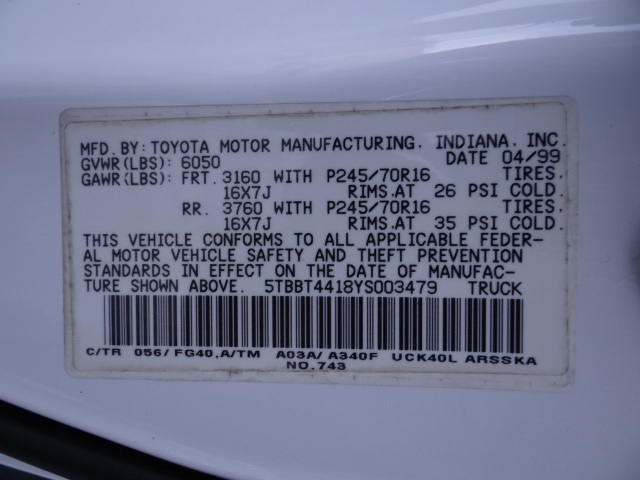 MFD. BY: TOYOTA MOTOR MANUFACTURING, INDIANA, INC.
GVWR(LBS): 6050 DATE 04/99
GAWR(LBS): FRT. 3160 WITH P245/70R16 TIRES,
16X7J RIMS.AT 26 PSI COLD.
RR. 3760 WITH P245/70R16 TIRES,
16X7J RIMS.AT 35 PSI COLD.
THIS VEHICLE CONFORMS TO ALL APPLICABLE FEDER-
AL MOTOR VEHICLE SAFETY AND THEFT PREVENTION
STANDARDS IN EFFECT ON THE DATE OF MANUFAC-
TURE SHOWN ABOVE. 5TBBT4418YS003479 TRUCK
C/TR 056/FG40,A/TM A03A/A340F UCK40L ARSSKA
NO.743